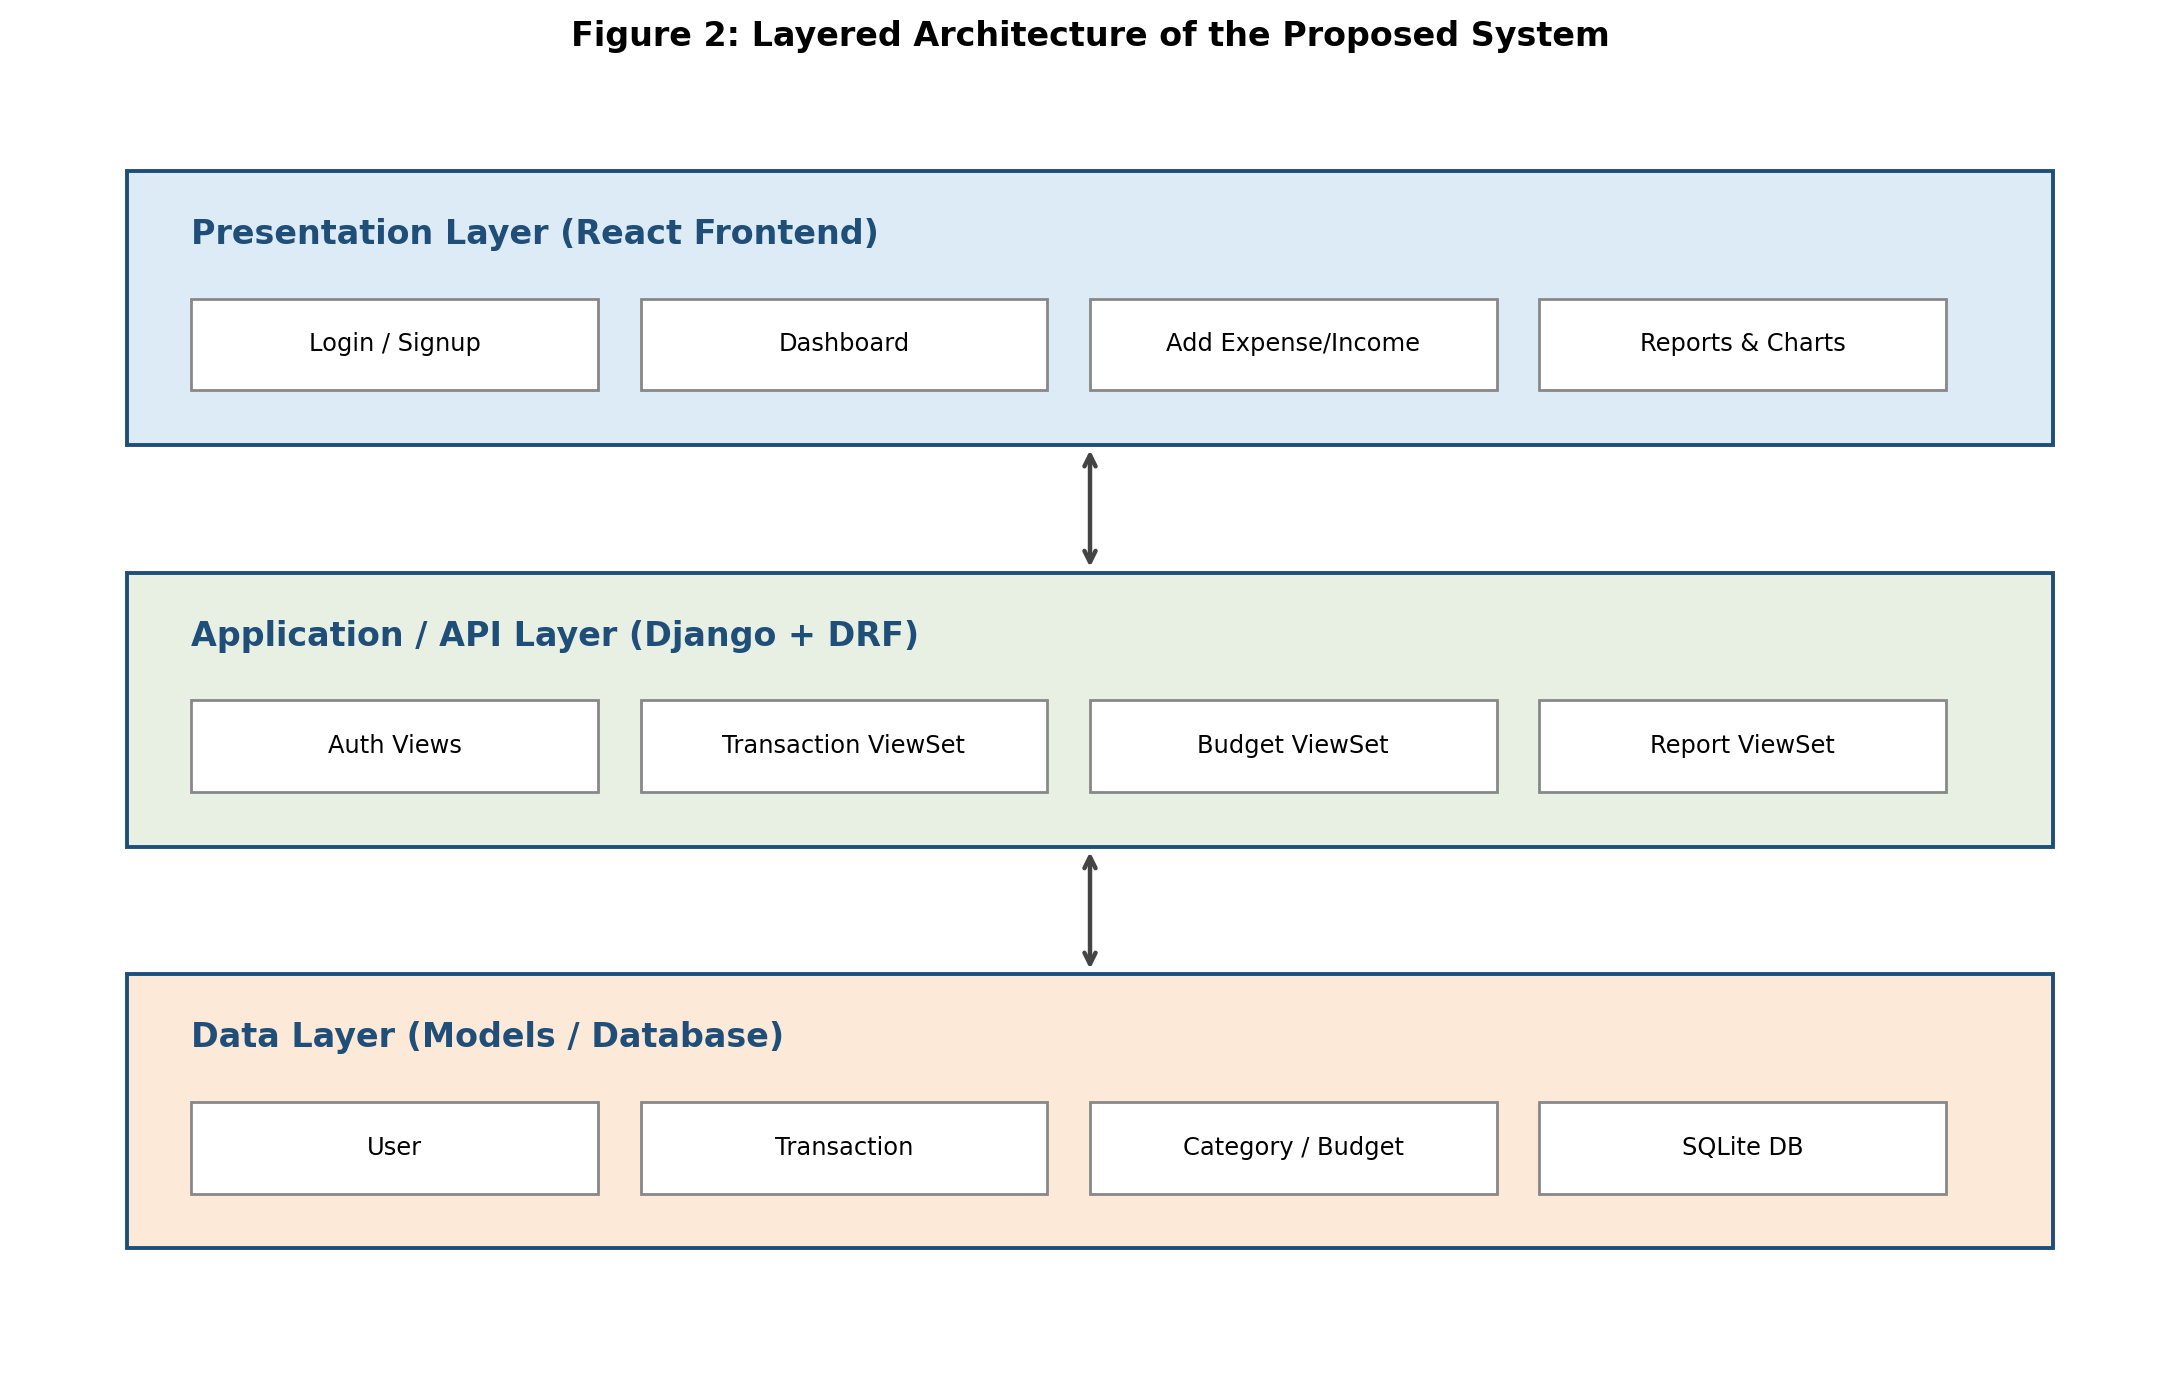 Figure 2: Layered Architecture of the Proposed System
Presentation Layer (React Frontend)
Login / Signup
Dashboard
Add Expense/Income
Reports & Charts
Application / API Layer (Django + DRF)
Auth Views
Transaction ViewSet
Budget ViewSet
Report ViewSet
Data Layer (Models / Database)
User
Transaction
Category / Budget
SQLite DB